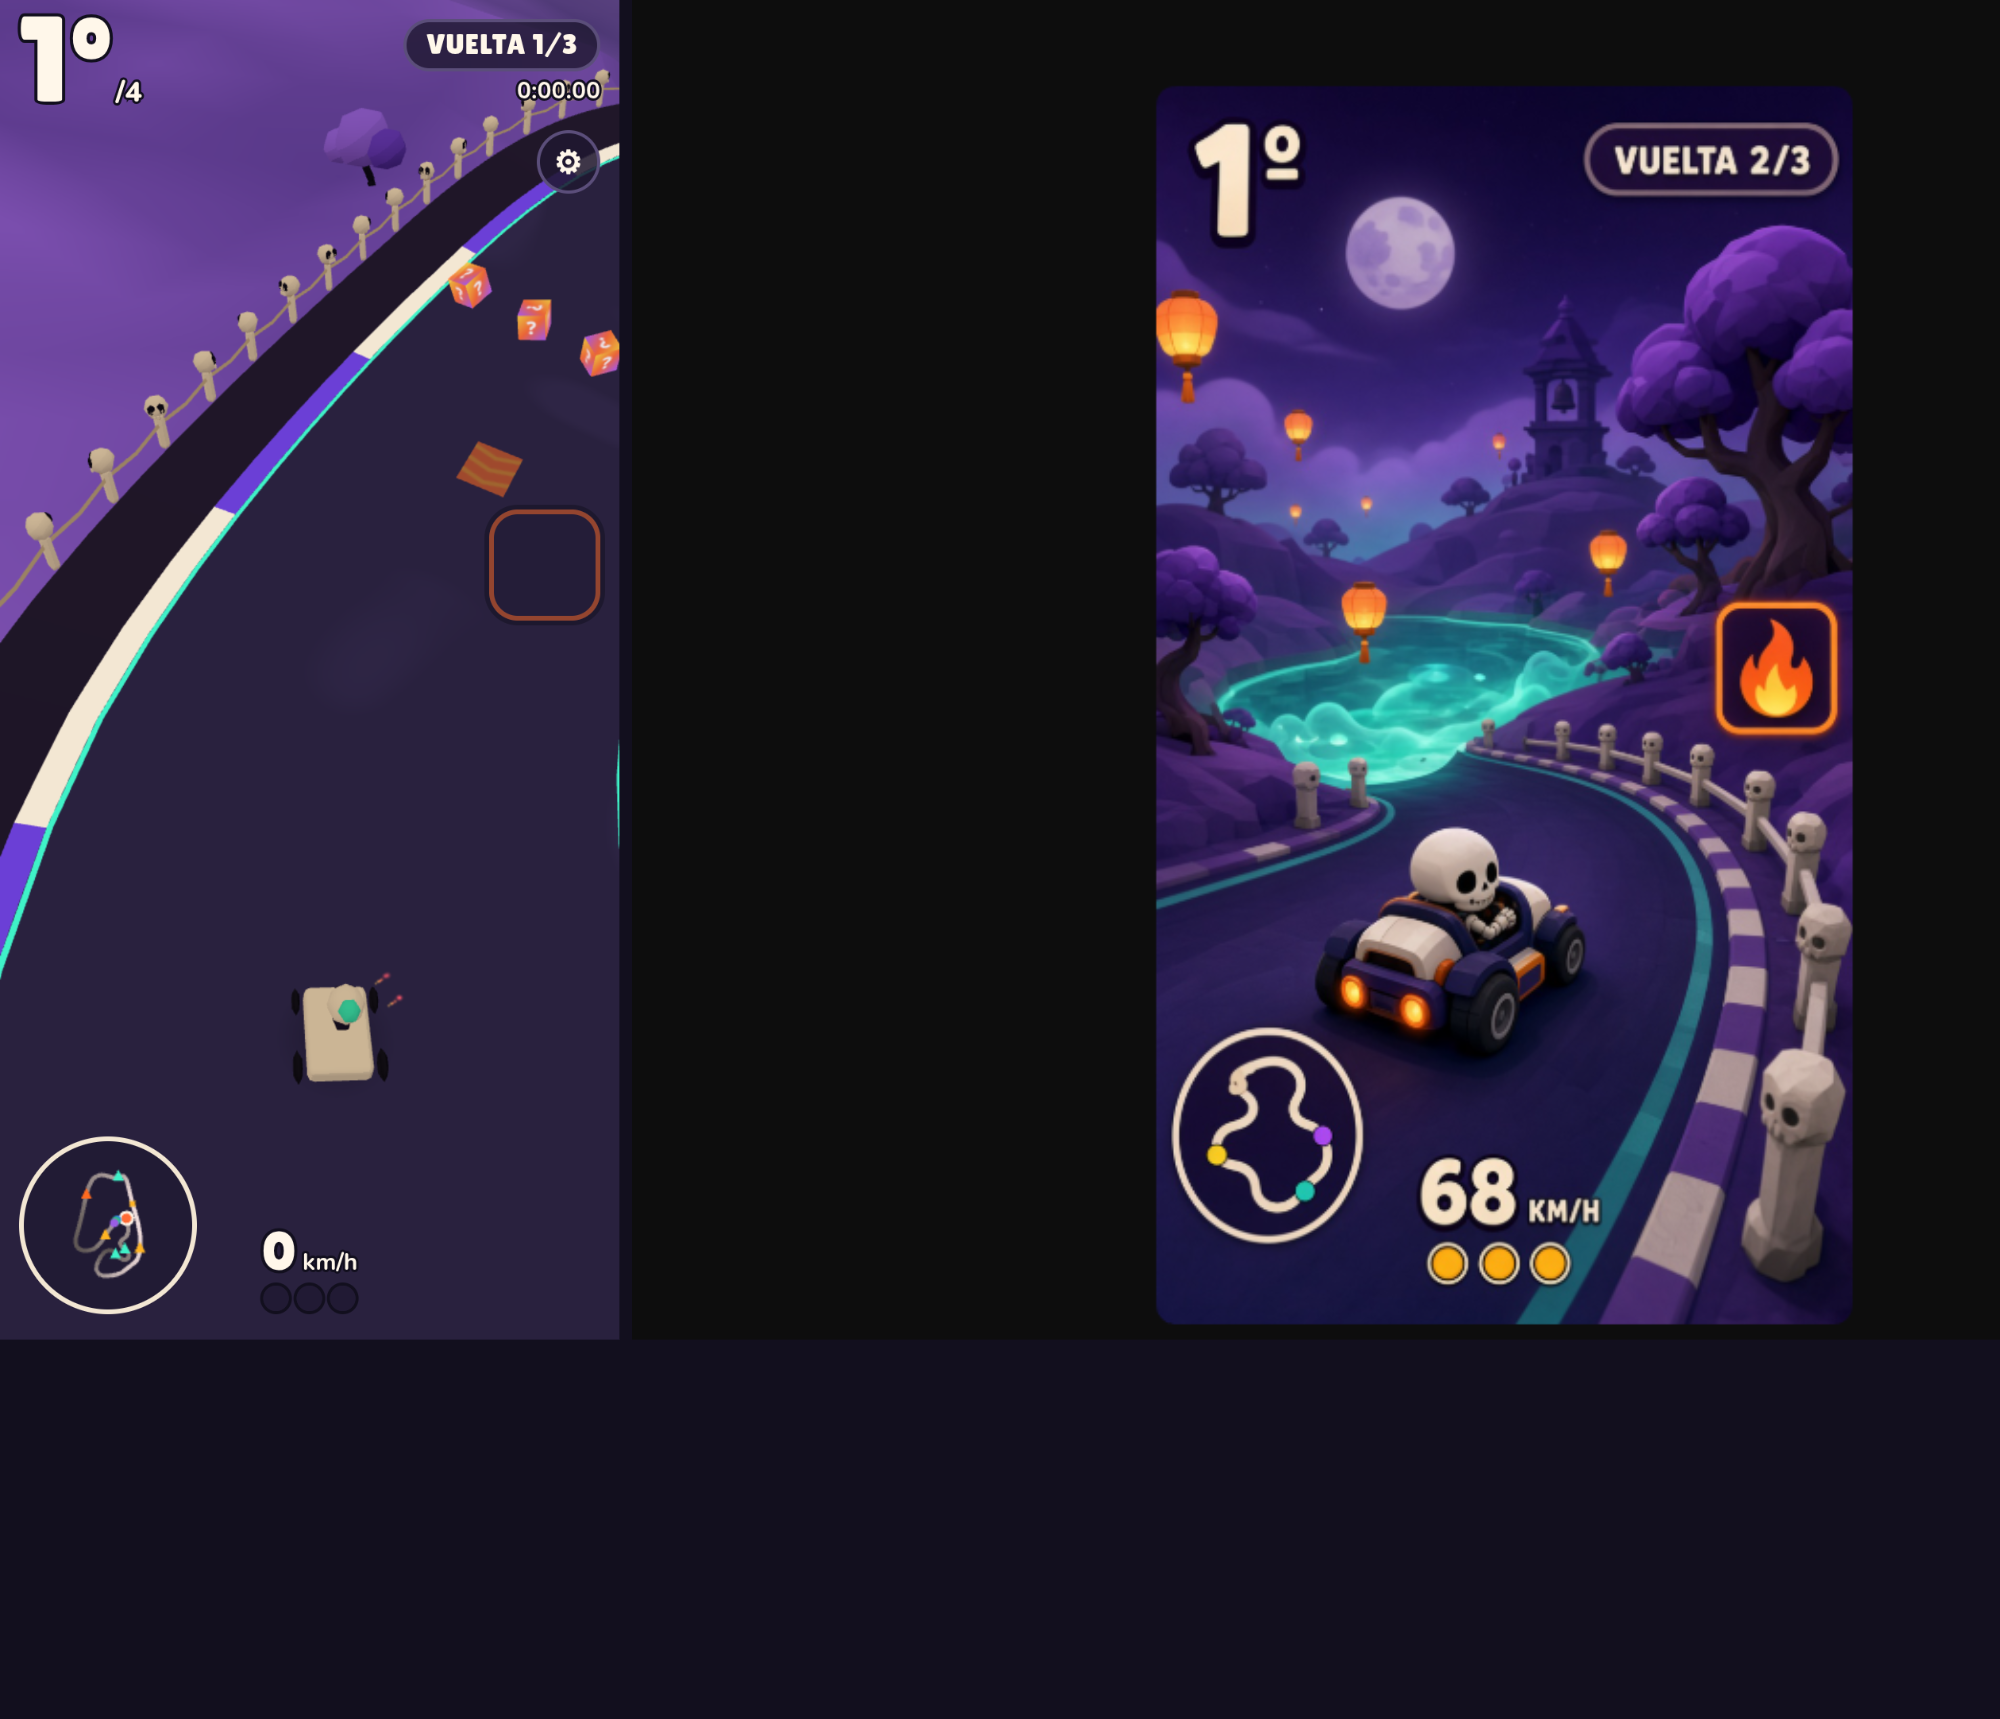 1º
/4
VUELTA 1/3
0:00.00
? ? ?
?
? ?
0 km/h
1º
VUELTA 2/3
68 KM/H